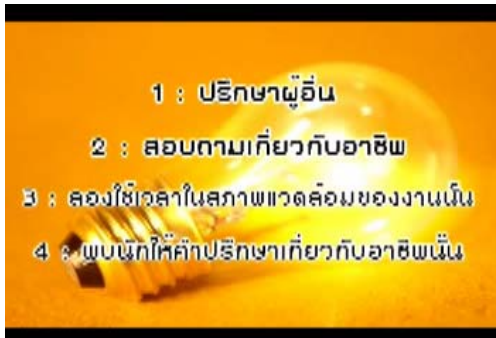 1 : ปรึกษาผู้อื่น
2 : สอบถามเกี่ยวกับอาชีพ
3 : ลองใช้เวลาในสภาพแวดล้อมของงานนั้น
4 : พบนักให้คำปรึกษาเกี่ยวกับอาชีพนั้น